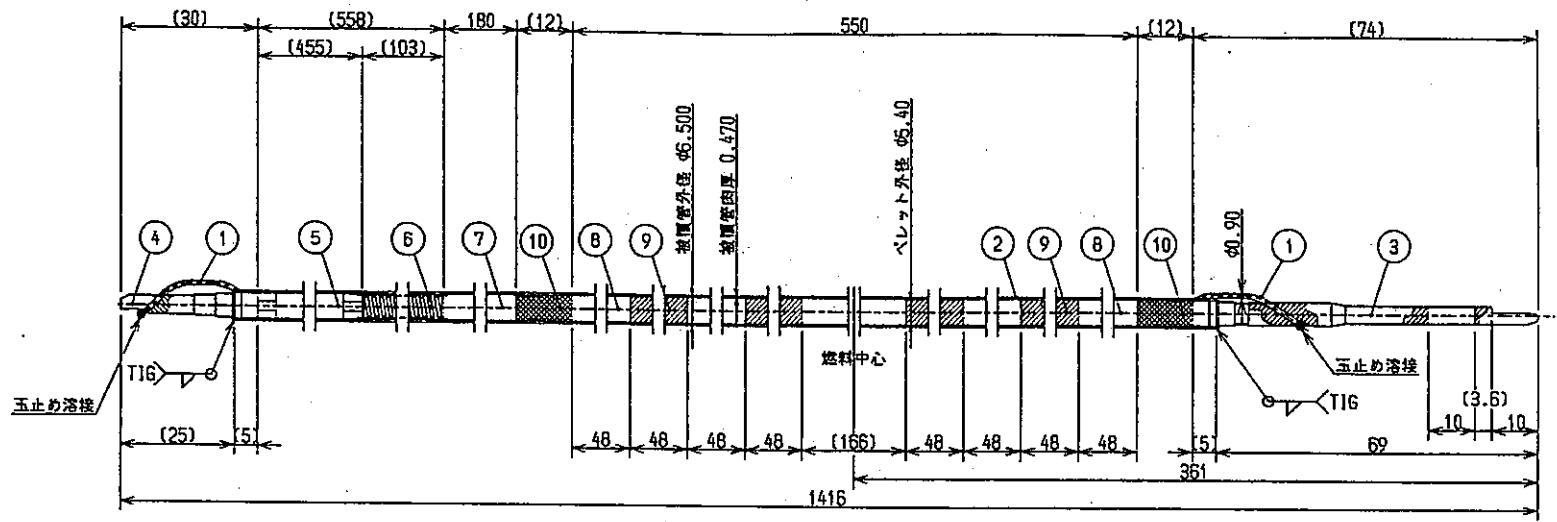 (30) (558) 180 (12) 550 (12) (74)
(455) (103)
被覆管外径 φ6.500
被覆管肉厚 0.470
ペレット外径 φ5.40
φ0.90
4 1 5 6 7 10 8 9 2 9 8 10 1 3
燃料中心
TIG
玉止め溶接
玉止め溶接
TIG
(3.6)
(25) (5) 48 48 48 48 (166) 48 48 48 48 (5) 69 10 10
361
1416